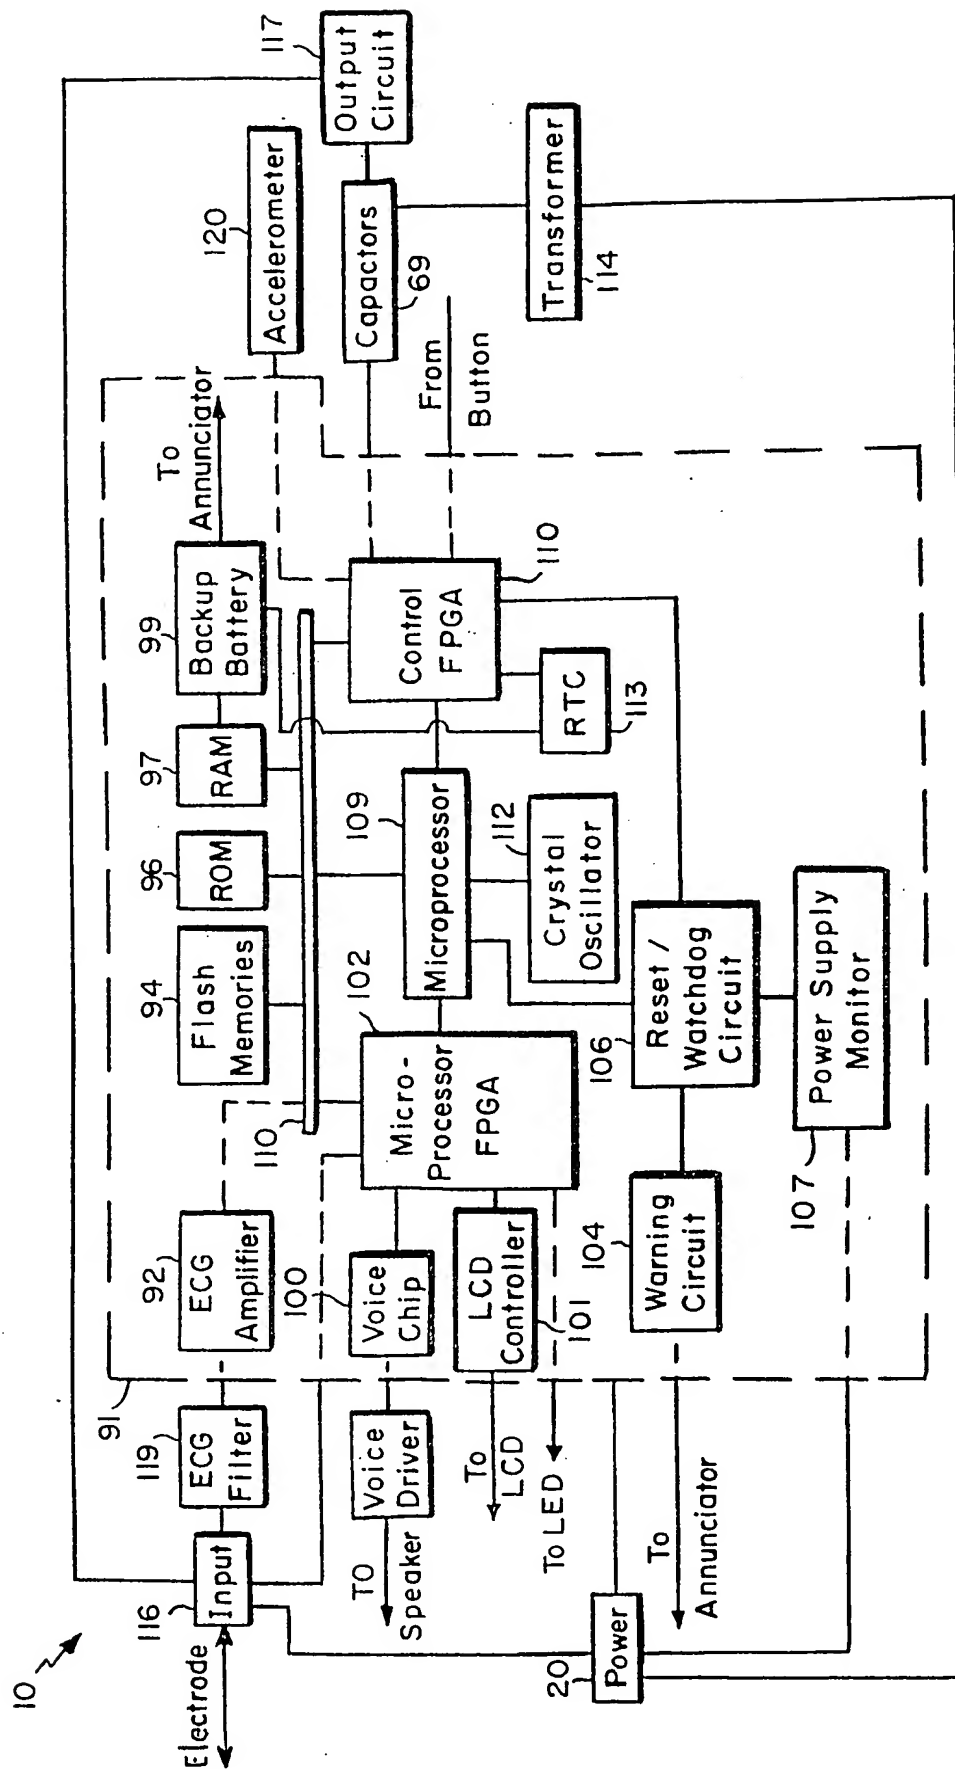 10
Electrode
116
Input
119
ECG
Filter
91
92
ECG
Amplifier
94
Flash
Memories
96
ROM
97
RAM
99
Backup
Battery
To
Annunciator
120
Accelerometer
117
Output
Circuit
110
TO
Speaker
Voice
Driver
100
Voice
Chip
102
Micro-
Processor
FPGA
109
Microprocessor
Control
FPGA
110
Capactors
69
From
Button
To
LCD
LCD
Controller
101
To LED
112
Crystal
Oscillator
RTC
113
Transformer
114
20
Power
To
Annunciator
104
Warning
Circuit
106
Reset /
Watchdog
Circuit
107
Power Supply
Monitor